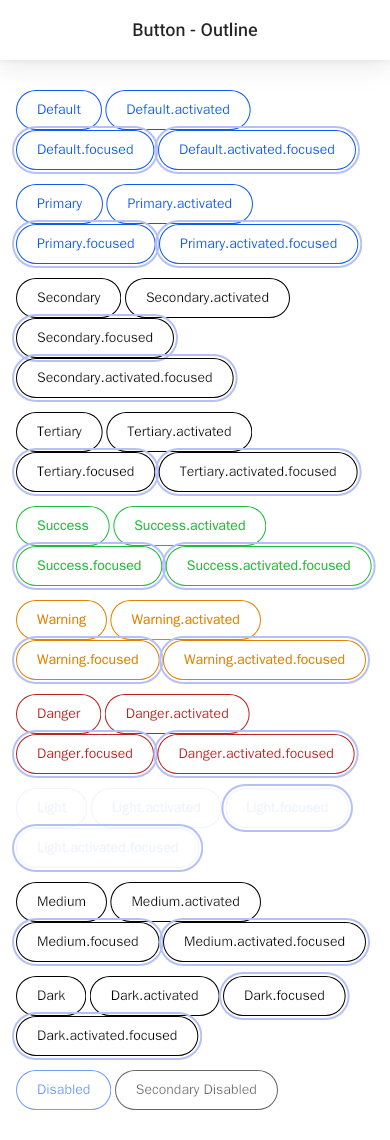 Button - Outline
Default Default.activated
Default.focused Default.activated.focused
Primary Primary.activated
Primary.focused Primary.activated.focused
Secondary Secondary.activated
Secondary.focused
Secondary.activated.focused
Tertiary Tertiary.activated
Tertiary.focused Tertiary.activated.focused
Success Success.activated
Success.focused Success.activated.focused
Warning Warning.activated
Warning.focused Warning.activated.focused
Danger Danger.activated
Danger.focused Danger.activated.focused
Light Light.activated Light.focused
Light.activated.focused
Medium Medium.activated
Medium.focused Medium.activated.focused
Dark Dark.activated Dark.focused
Dark.activated.focused
Disabled Secondary Disabled